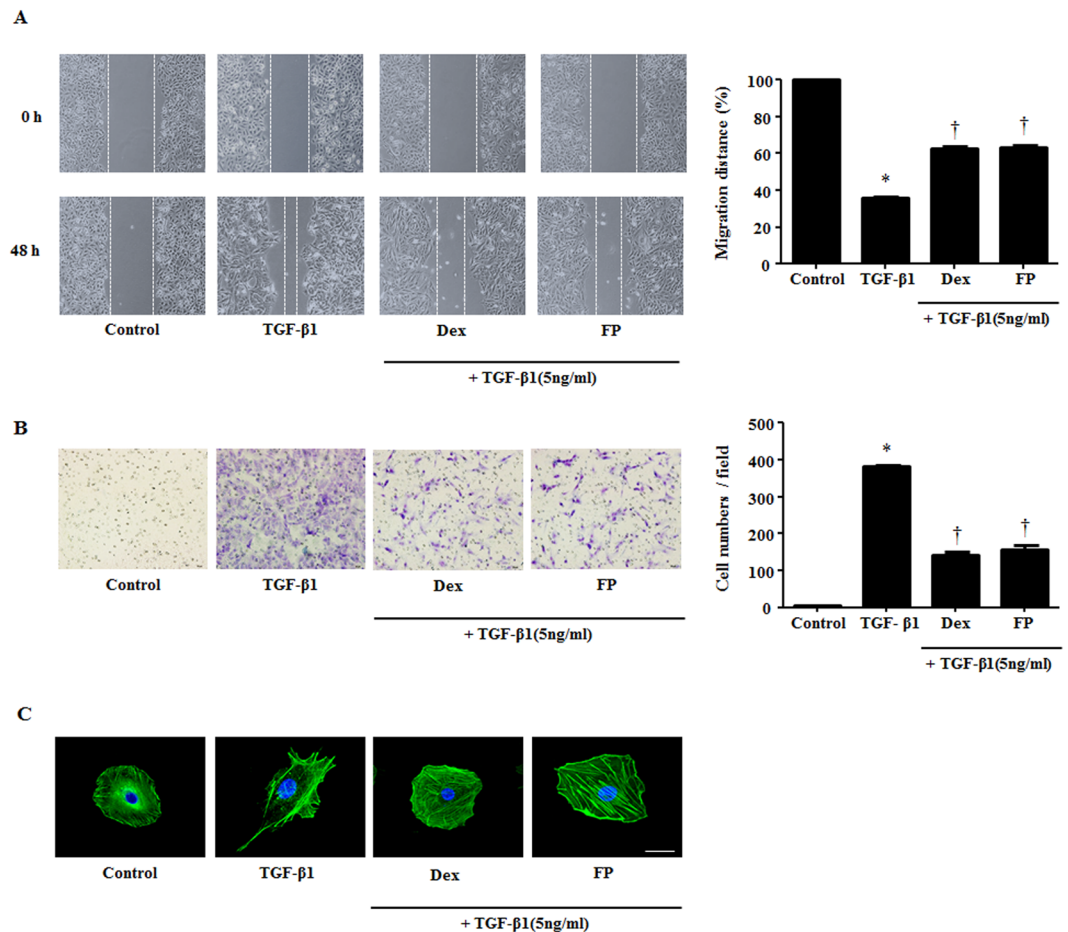 A
0 h
48 h
Control
TGF-β1
Dex
FP
+ TGF-β1(5ng/ml)
Migration distance (%)
100
80
60
40
20
0
*
†
†
Control
TGF-β1
Dex
FP
+ TGF-β1(5ng/ml)
B
Control
TGF-β1
Dex
FP
+ TGF-β1(5ng/ml)
Cell numbers / field
500
400
300
200
100
0
*
†
†
Control
TGF- β1
Dex
FP
+ TGF-β1(5ng/ml)
C
Control
TGF-β1
Dex
FP
+ TGF-β1(5ng/ml)